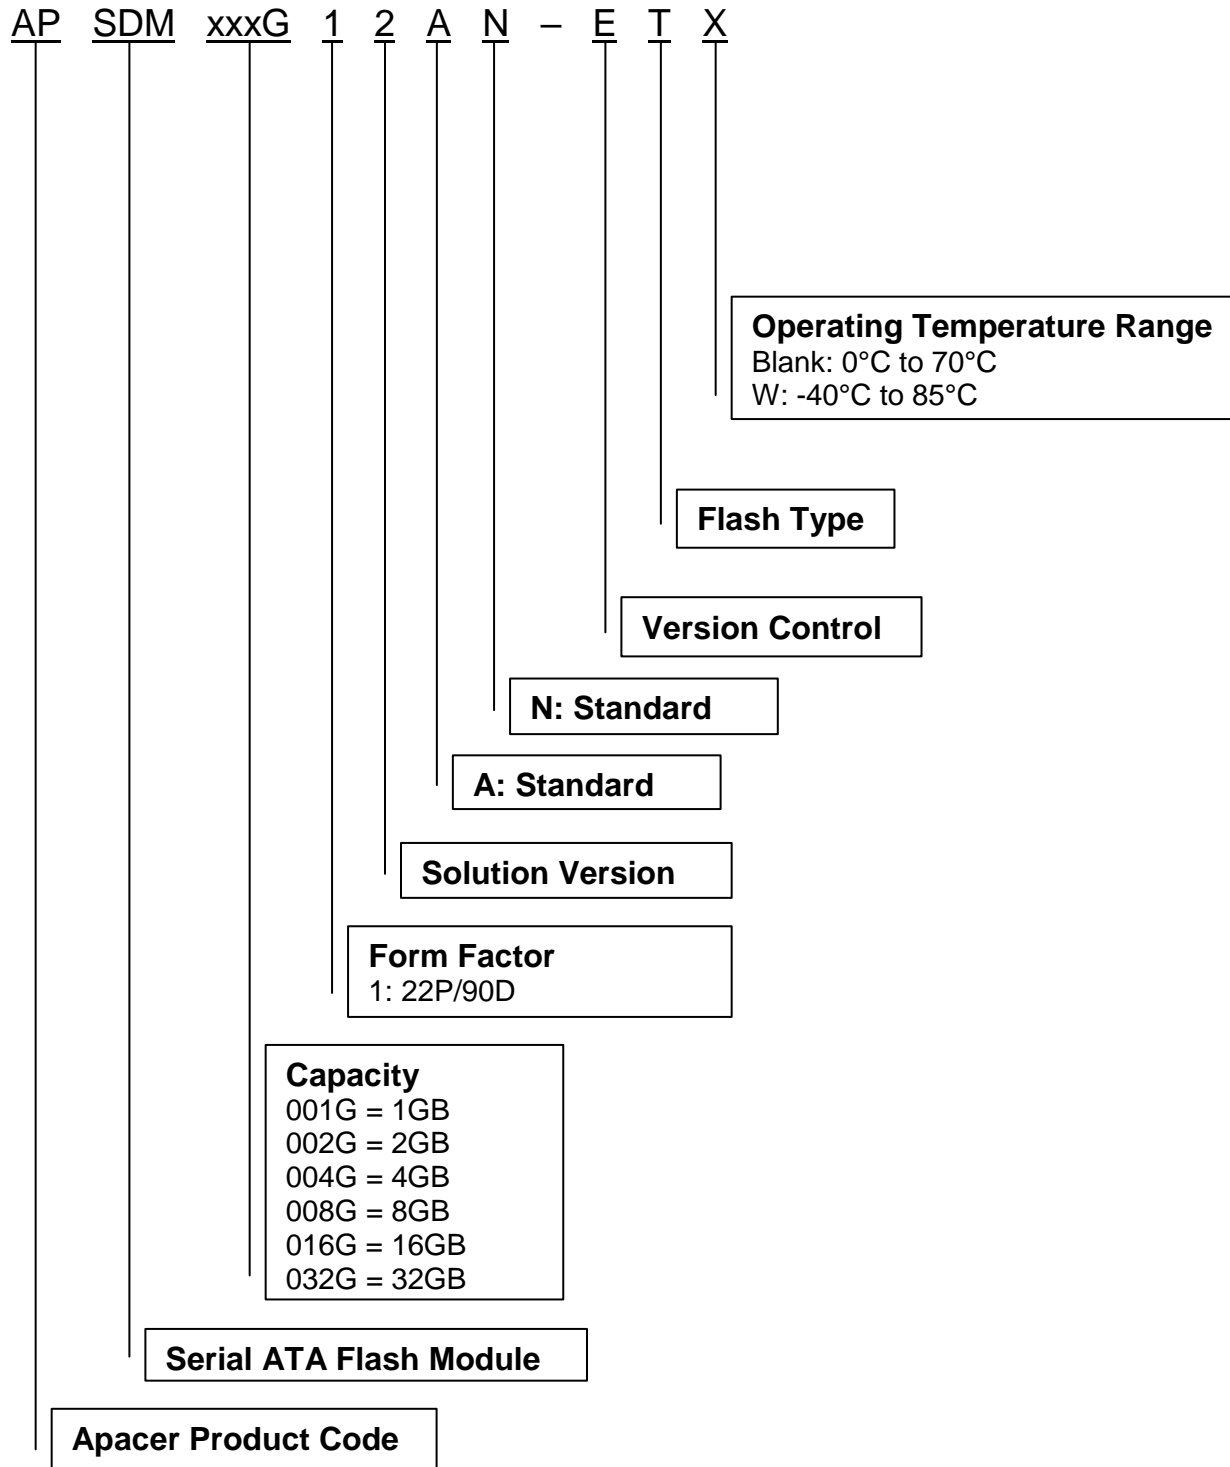 AP SDM xxxG 1 2 A N – E T X
Operating Temperature Range
Blank: 0°C to 70°C
W: -40°C to 85°C
Flash Type
Version Control
N: Standard
A: Standard
Solution Version
Form Factor
1: 22P/90D
Capacity
001G = 1GB
002G = 2GB
004G = 4GB
008G = 8GB
016G = 16GB
032G = 32GB
Serial ATA Flash Module
Apacer Product Code